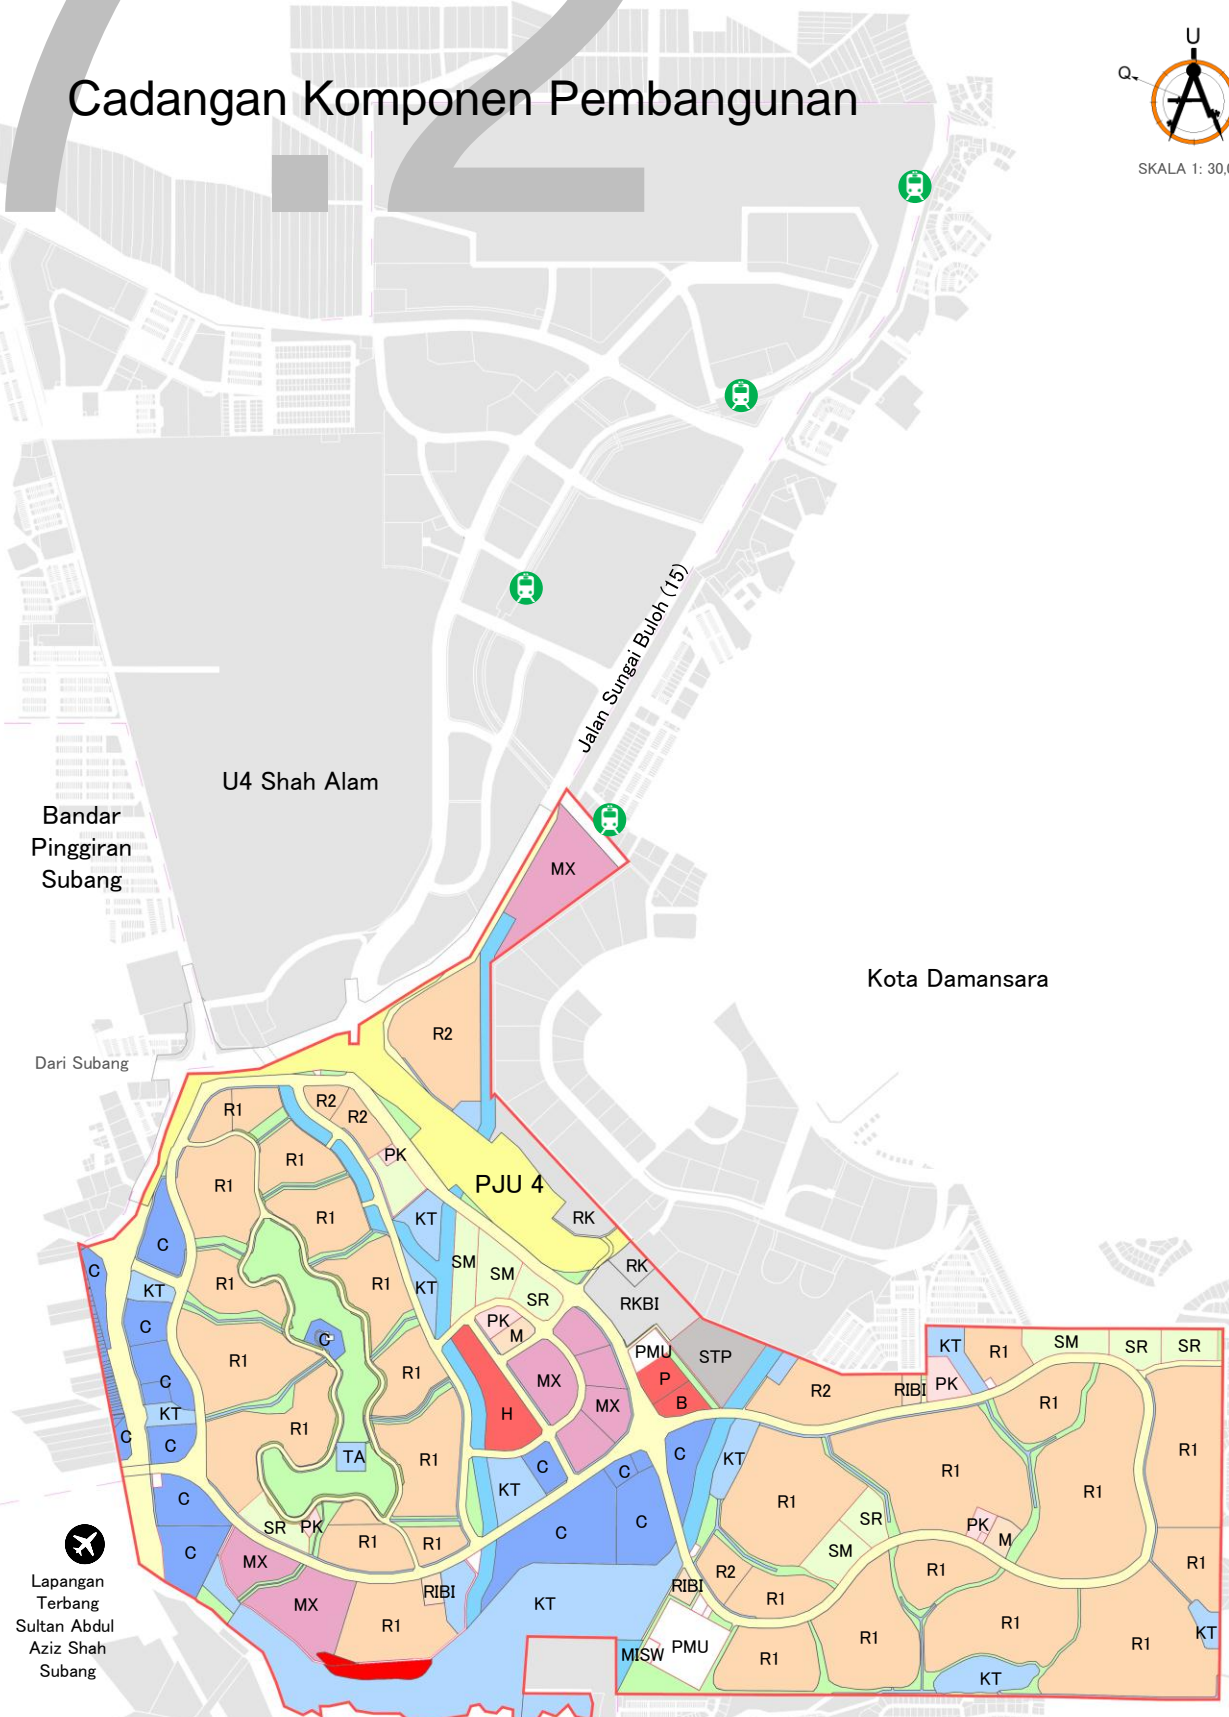 7.2
Cadangan Komponen Pembangunan
U
Q
SKALA 1: 30,0
Jalan Sungai Buloh (15)
U4 Shah Alam
Bandar
Pinggiran
Subang
MX
Kota Damansara
R2
Dari Subang
R1
R2
R2
R1
PK
R1
PJU 4
R1
KT
RK
C
SM
RK
C
R1
R1
KT
SM
KT
SR
RKBI
C
PK
M
C
R1
R1
PMU
STP
KT
R1
SM
SR
SR
C
MX
P
R2
RIBI
PK
KT
MX
B
R1
C
R1
H
C
R1
TA
R1
KT
C
C
C
KT
R1
R1
R1
C
SR
PK
C
C
R1
SR
PK
M
R1
R1
SM
C
MX
R1
R1
RIBI
R2
R1
RIBI
KT
R1
MX
R1
R1
R1
R1
KT
MISW
PMU
R1
KT
Lapangan
Terbang
Sultan Abdul
Aziz Shah
Subang